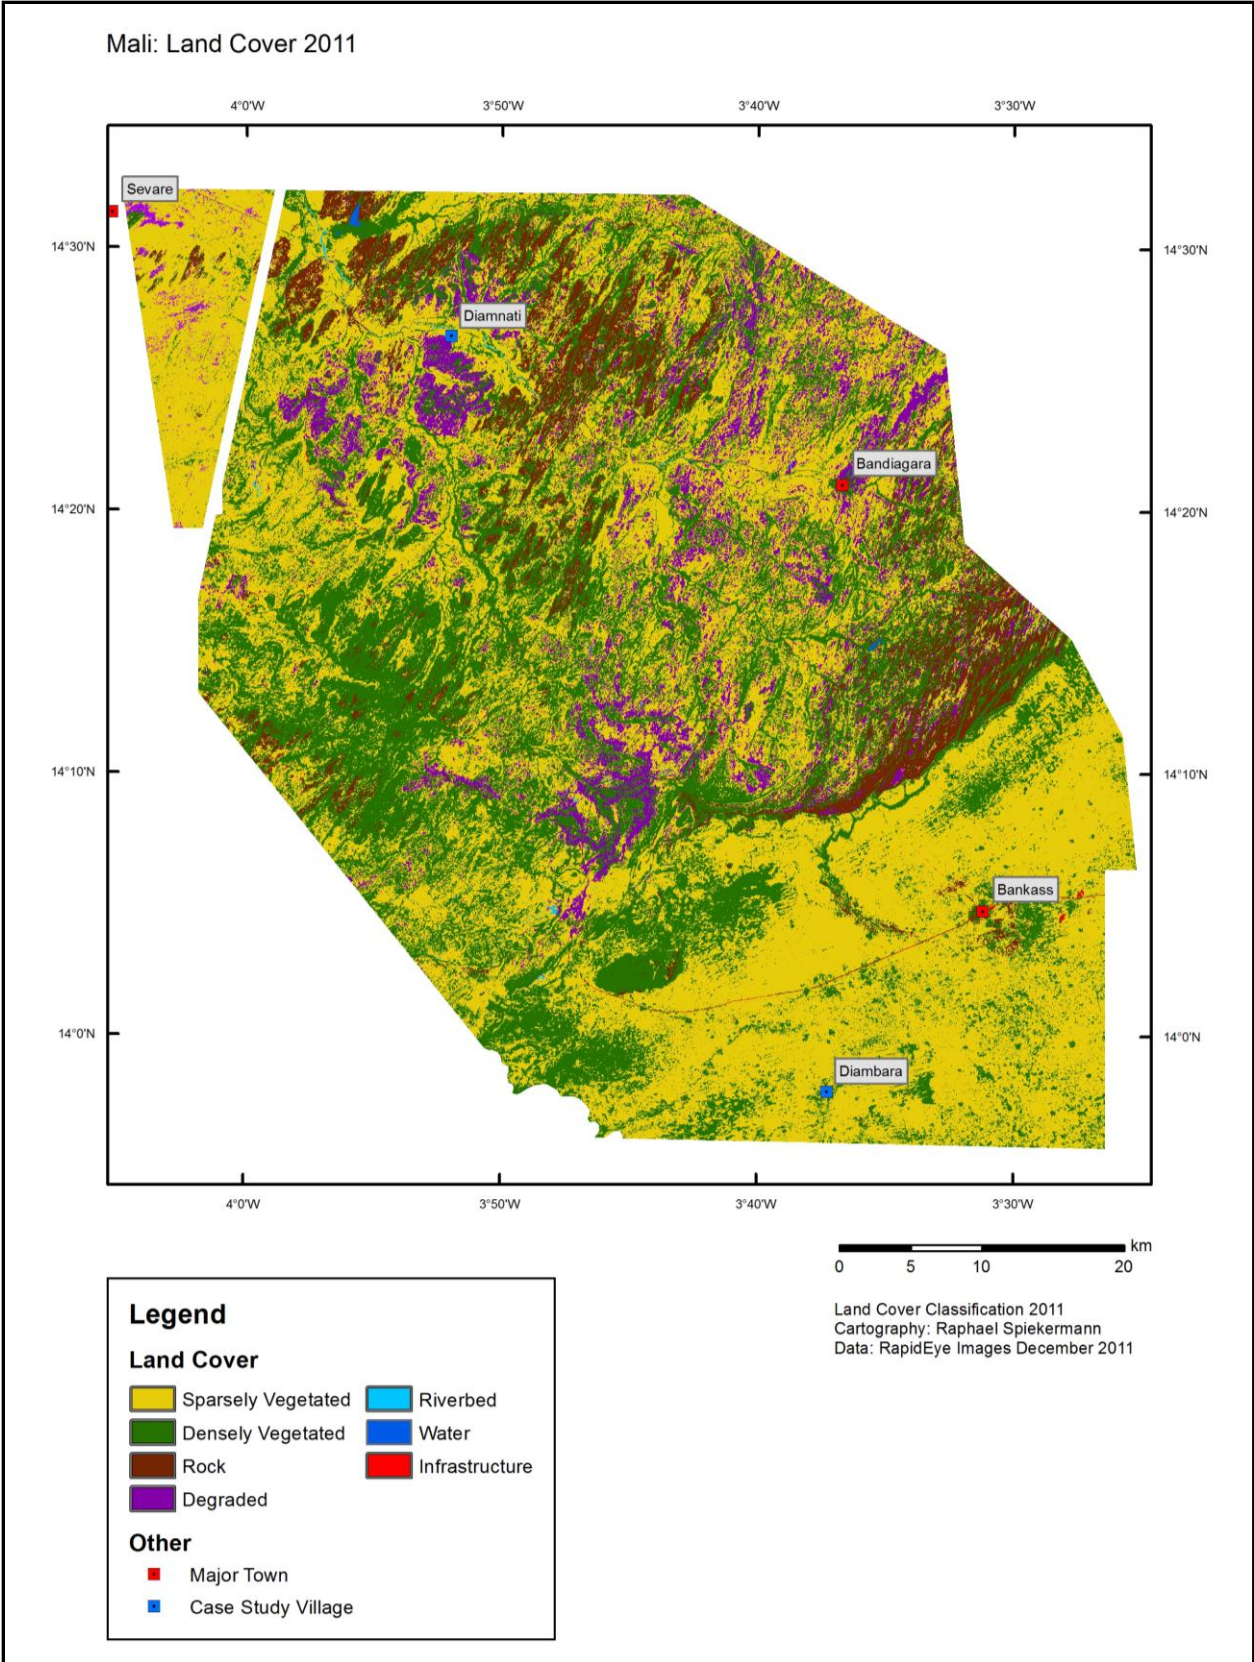 Mali: Land Cover 2011
4°0'W 3°50'W 3°40'W 3°30'W
Sevare
14°30'N 14°30'N
Diamnati
Bandiagara
14°20'N 14°20'N
14°10'N 14°10'N
Bankass
14°0'N 14°0'N
Diambara
4°0'W 3°50'W 3°40'W 3°30'W
km
0 5 10 20
Land Cover Classification 2011
Cartography: Raphael Spiekermann
Data: RapidEye Images December 2011
Legend
Land Cover
Sparsely Vegetated Riverbed
Densely Vegetated Water
Rock Infrastructure
Degraded
Other
Major Town
Case Study Village